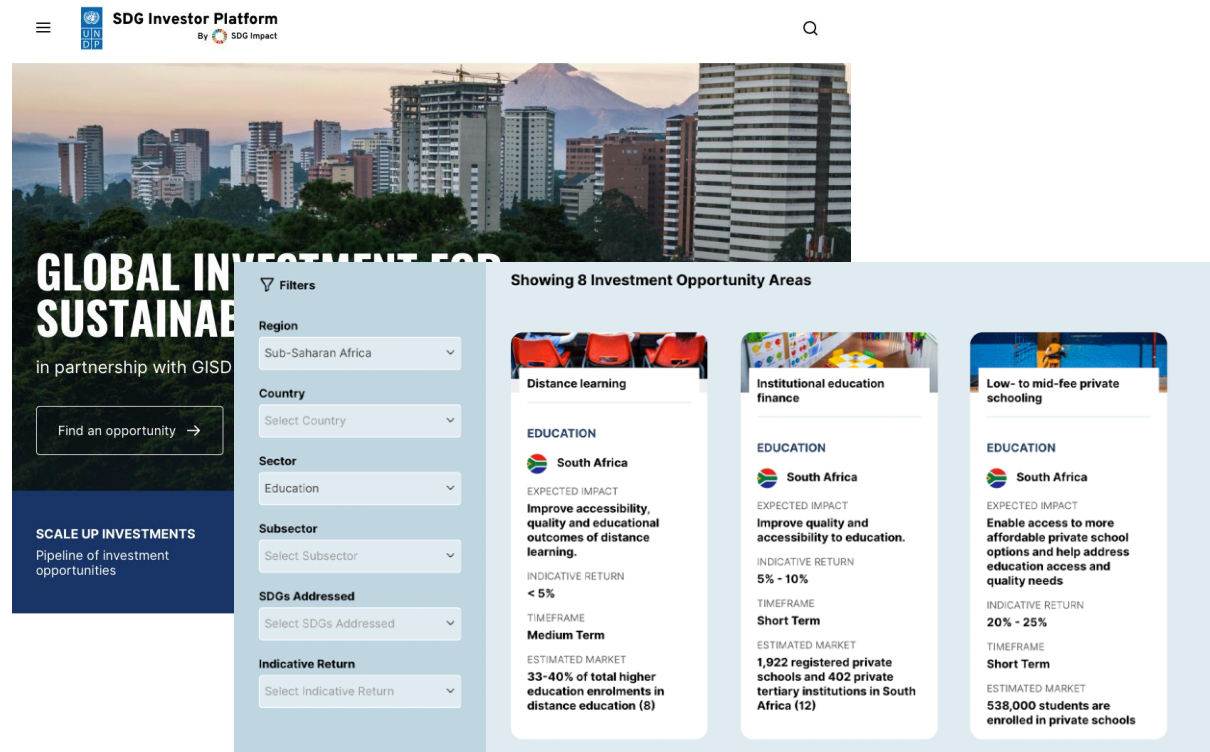 SDG Investor Platform
By SDG Impact
UN
DP
GLOBAL INVESTMENT FOR
SUSTAINAB
in partnership with GISD
Find an opportunity →
SCALE UP INVESTMENTS
Pipeline of investment
opportunities
Filters
Region
Sub-Saharan Africa
Country
Select Country
Sector
Education
Subsector
Select Subsector
SDGs Addressed
Select SDGs Addressed
Indicative Return
Select Indicative Return
Showing 8 Investment Opportunity Areas
Distance learning
EDUCATION
South Africa
EXPECTED IMPACT
Improve accessibility,
quality and educational
outcomes of distance
learning.
INDICATIVE RETURN
< 5%
TIMEFRAME
Medium Term
ESTIMATED MARKET
33-40% of total higher
education enrolments in
distance education (8)
Institutional education
finance
EDUCATION
South Africa
EXPECTED IMPACT
Improve quality and
accessibility to education.
INDICATIVE RETURN
5% - 10%
TIMEFRAME
Short Term
ESTIMATED MARKET
1,922 registered private
schools and 402 private
tertiary institutions in South
Africa (12)
Low- to mid-fee private
schooling
EDUCATION
South Africa
EXPECTED IMPACT
Enable access to more
affordable private school
options and help address
education access and
quality needs
INDICATIVE RETURN
20% - 25%
TIMEFRAME
Short Term
ESTIMATED MARKET
538,000 students are
enrolled in private schools